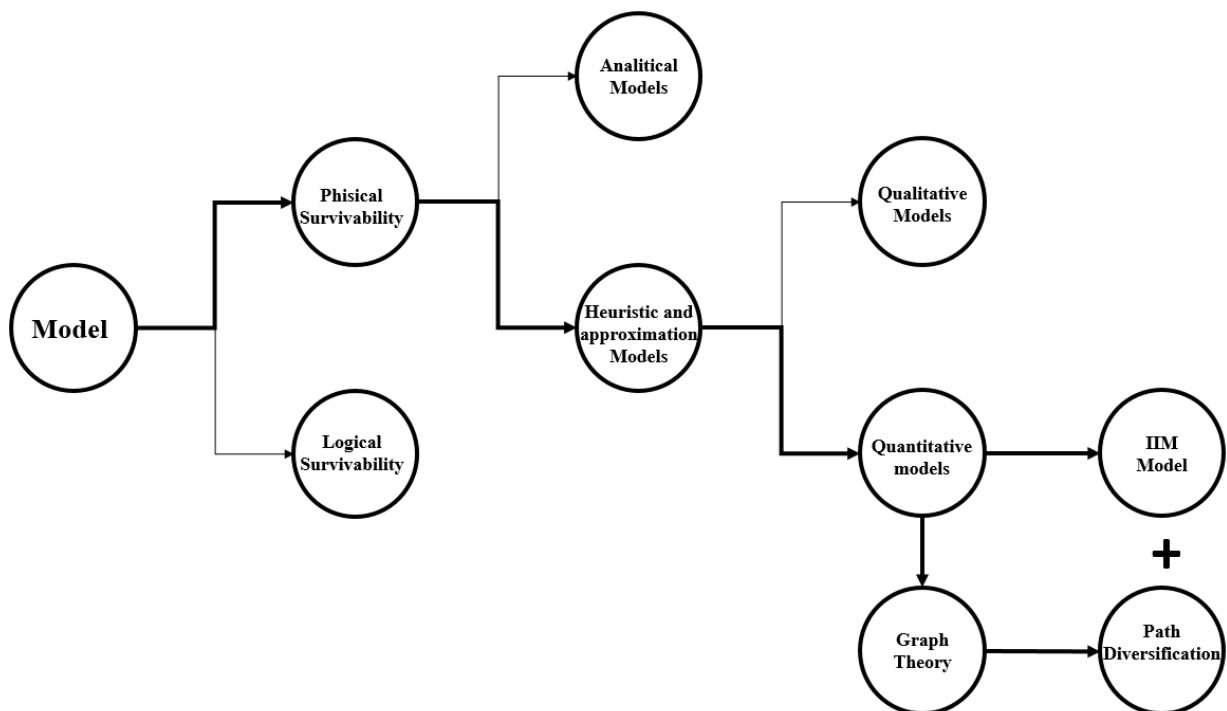 Analitical
Models
Phisical
Survivability
Qualitative
Models
Model
Heuristic and
approximation
Models
Logical
Survivability
Quantitative
models
IIM
Model
+
Graph
Theory
Path
Diversification